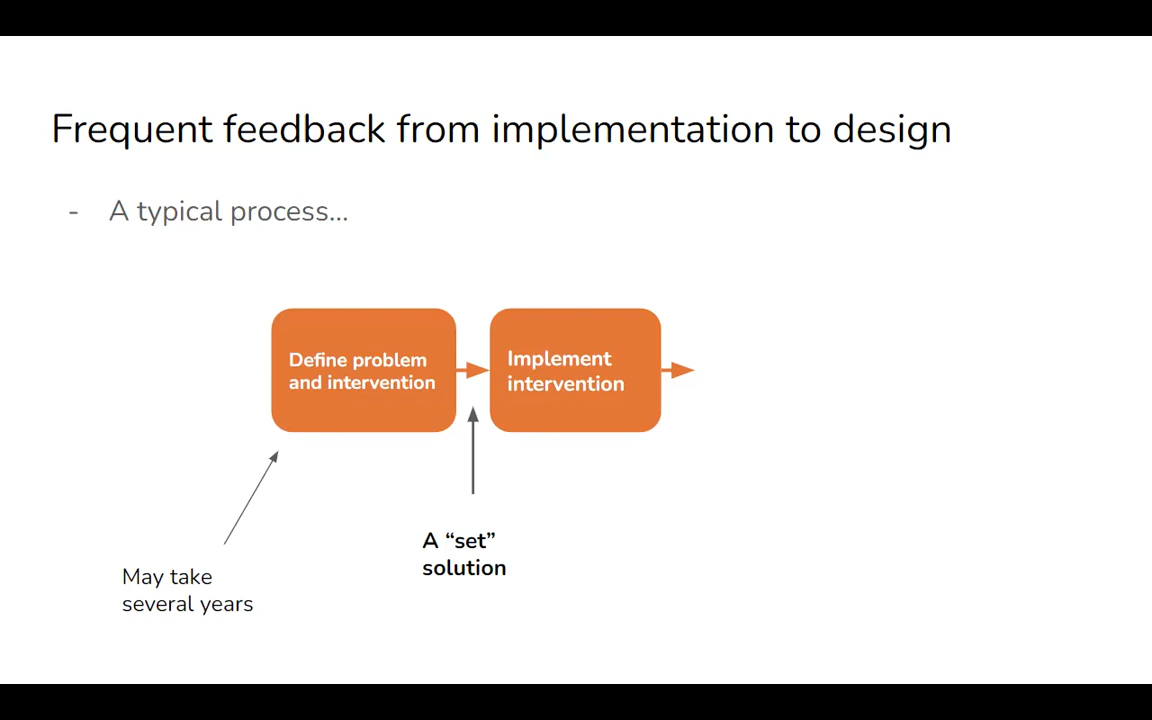 Frequent feedback from implementation to design
- A typical process...
Define problem
and intervention
Implement
intervention
A “set”
solution
May take
several years